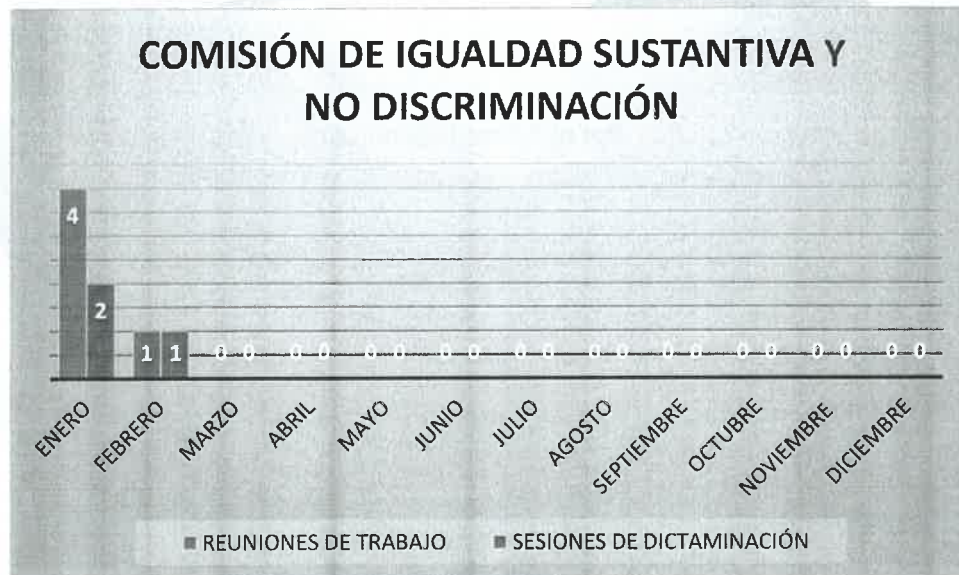 COMISIÓN DE IGUALDAD SUSTANTIVA Y
NO DISCRIMINACIÓN
4
2
1 1 0 0 0 0 0 0 0 0 0 0 0 0 0 0 0 0 0 0 0 0
ENERO FEBRERO MARZO ABRIL MAYO JUNIO JULIO AGOSTO SEPTIEMBRE OCTUBRE NOVIEMBRE DICIEMBRE
REUNIONES DE TRABAJO SESIONES DE DICTAMINACIÓN